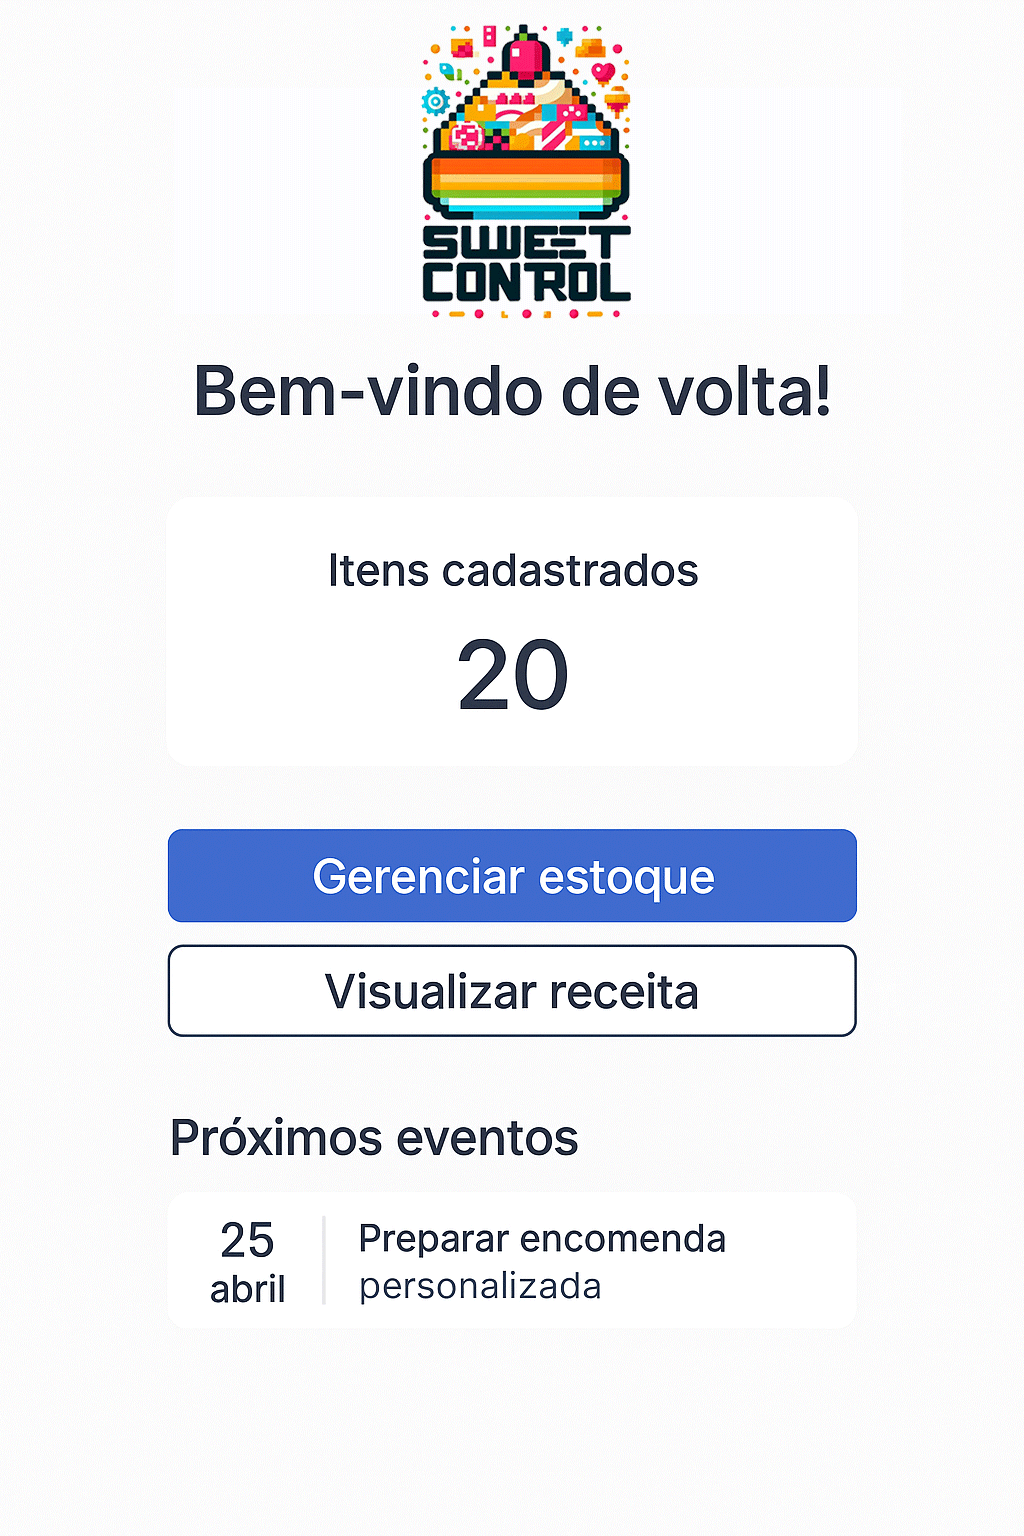 SWEET
CONTROL
Bem-vindo de volta!
Itens cadastrados
20
Gerenciar estoque
Visualizar receita
Próximos eventos
25
abril
Preparar encomenda
personalizada